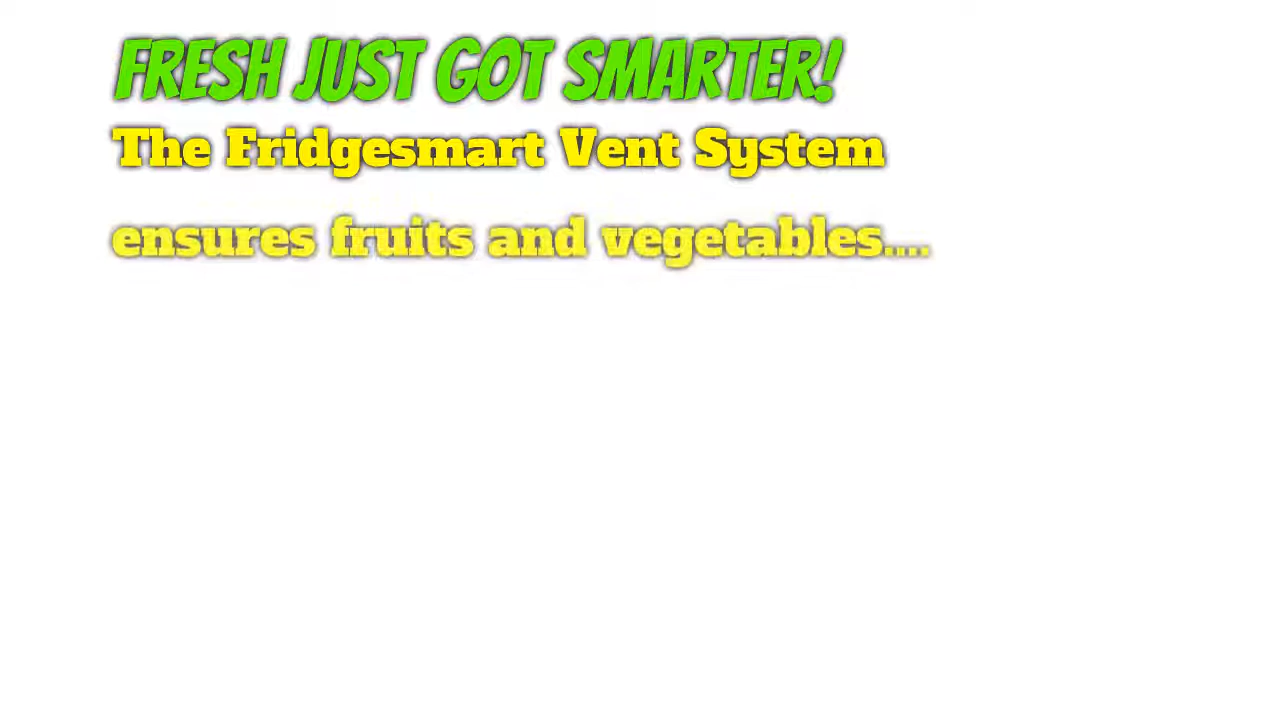 FRESH JUST GOT SMARTER!
The Fridgesmart Vent System
ensures fruits and vegetables....